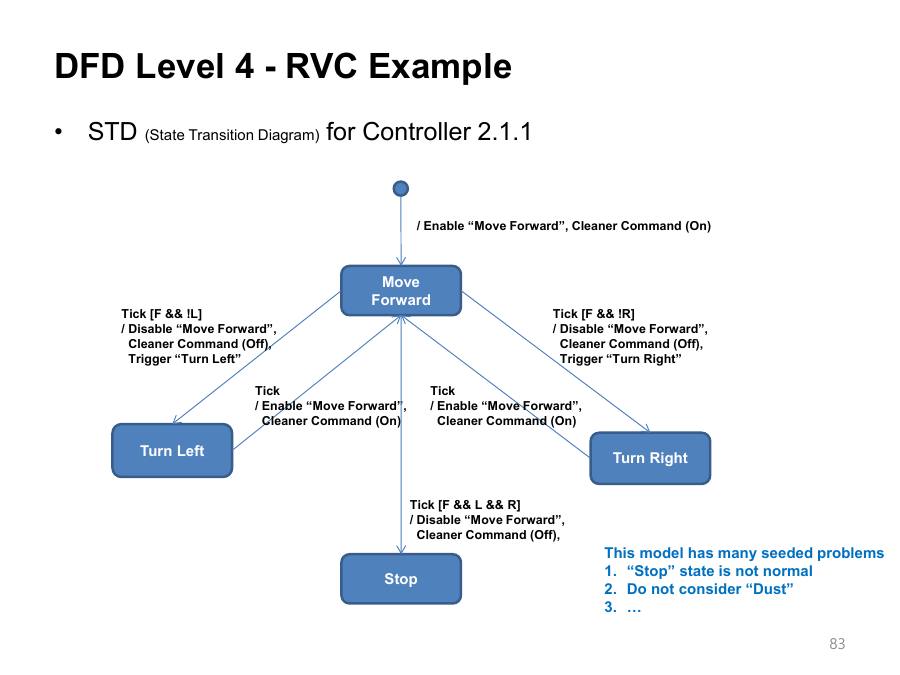 DFD Level 4 - RVC Example
• STD (State Transition Diagram) for Controller 2.1.1
/ Enable “Move Forward”, Cleaner Command (On)
Move
Forward
Tick [F && !L]
/ Disable “Move Forward”,
Cleaner Command (Off),
Trigger “Turn Left”
Tick [F && !R]
/ Disable “Move Forward”,
Cleaner Command (Off),
Trigger “Turn Right”
Tick
/ Enable “Move Forward”,
Cleaner Command (On)
Tick
/ Enable “Move Forward”,
Cleaner Command (On)
Turn Left
Turn Right
Tick [F && L && R]
/ Disable “Move Forward”,
Cleaner Command (Off),
Stop
This model has many seeded problems
1. “Stop” state is not normal
2. Do not consider “Dust”
3. …
83